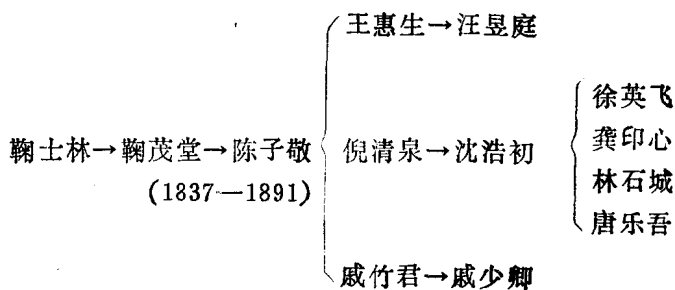 王惠生→汪昱庭
徐英飞
龚印心
鞠士林→鞠茂堂→陈子敬
倪清泉→沈浩初
林石城
(1837—1891)
唐乐吾
戚竹君→戚少卿